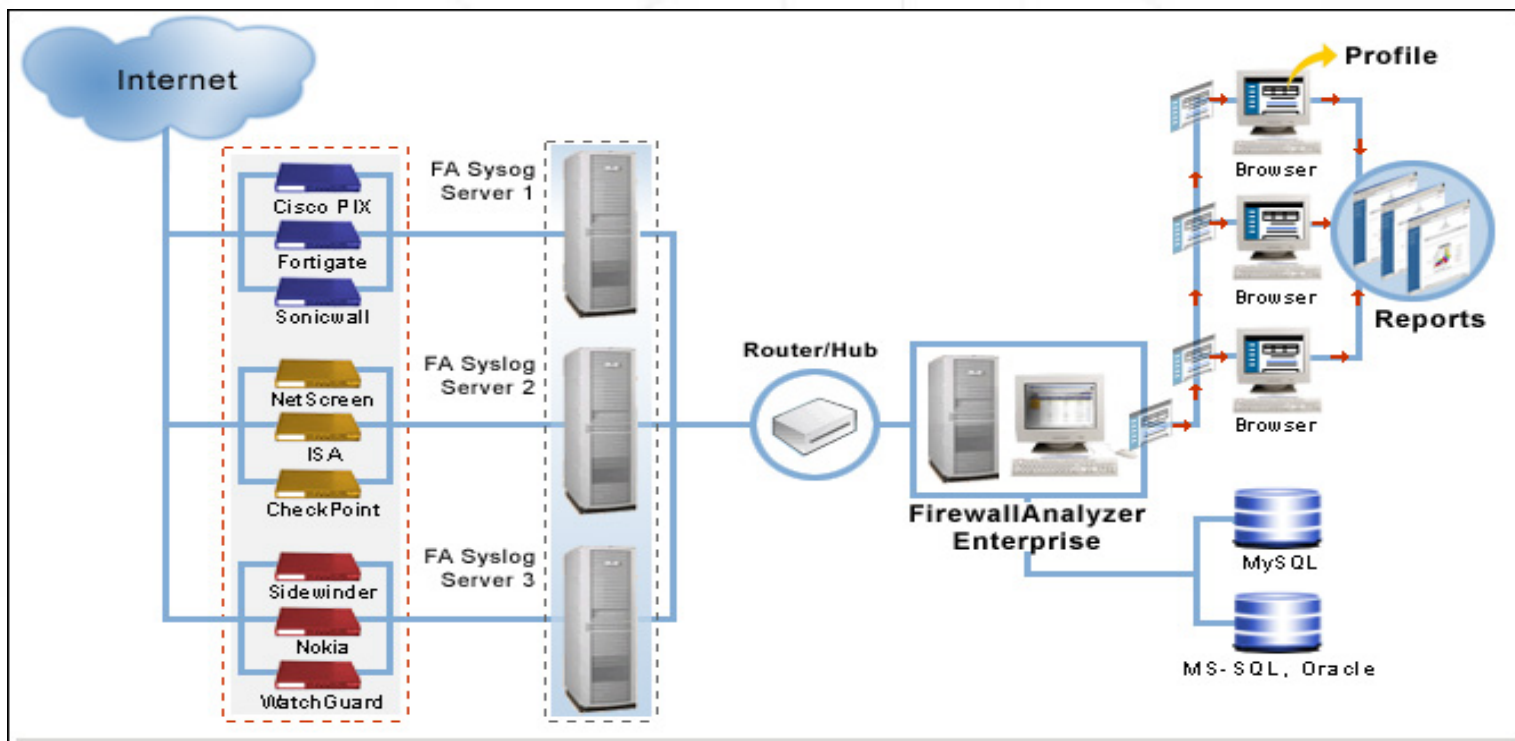 Internet
Cisco PIX
Fortigate
Sonicwall
NetScreen
ISA
CheckPoint
Sidewinder
Nokia
WatchGuard
FA Sysog
Server 1
FA Syslog
Server 2
FA Syslog
Server 3
Router/Hub
FirewallAnalyzer
Enterprise
Profile
Browser
Browser
Browser
Reports
MySQL
MS-SQL, Oracle